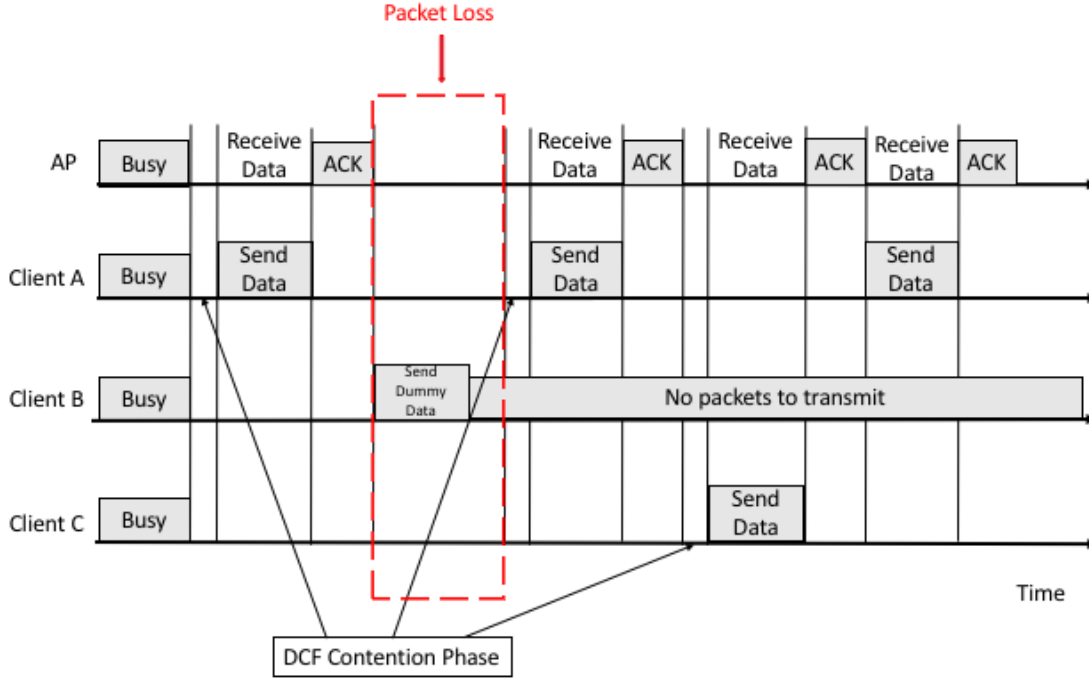 Packet Loss
AP
Busy
Receive
Data
ACK
Receive
Data
ACK
Receive
Data
ACK
Receive
Data
ACK
Client A
Busy
Send
Data
Send
Data
Send
Data
Client B
Busy
Send
Dummy
Data
No packets to transmit
Client C
Busy
Send
Data
Time
DCF Contention Phase